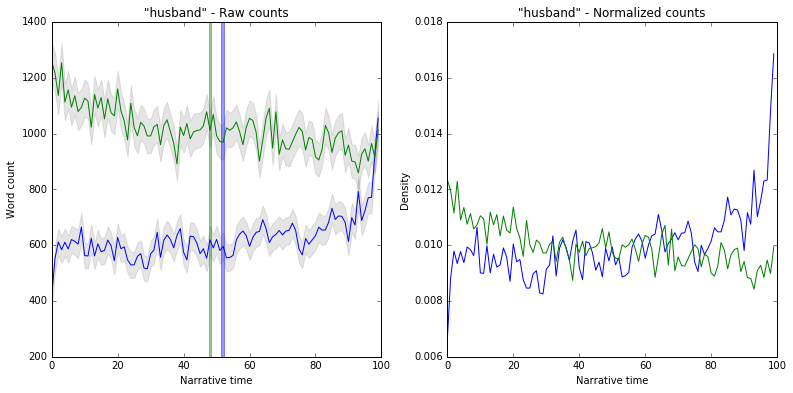 "husband" - Raw counts
1400
1200
1000
800
600
400
200
Word count
0 20 40 60 80 100
Narrative time
"husband" - Normalized counts
0.018
0.016
0.014
0.012
0.010
0.008
0.006
Density
0 20 40 60 80 100
Narrative time